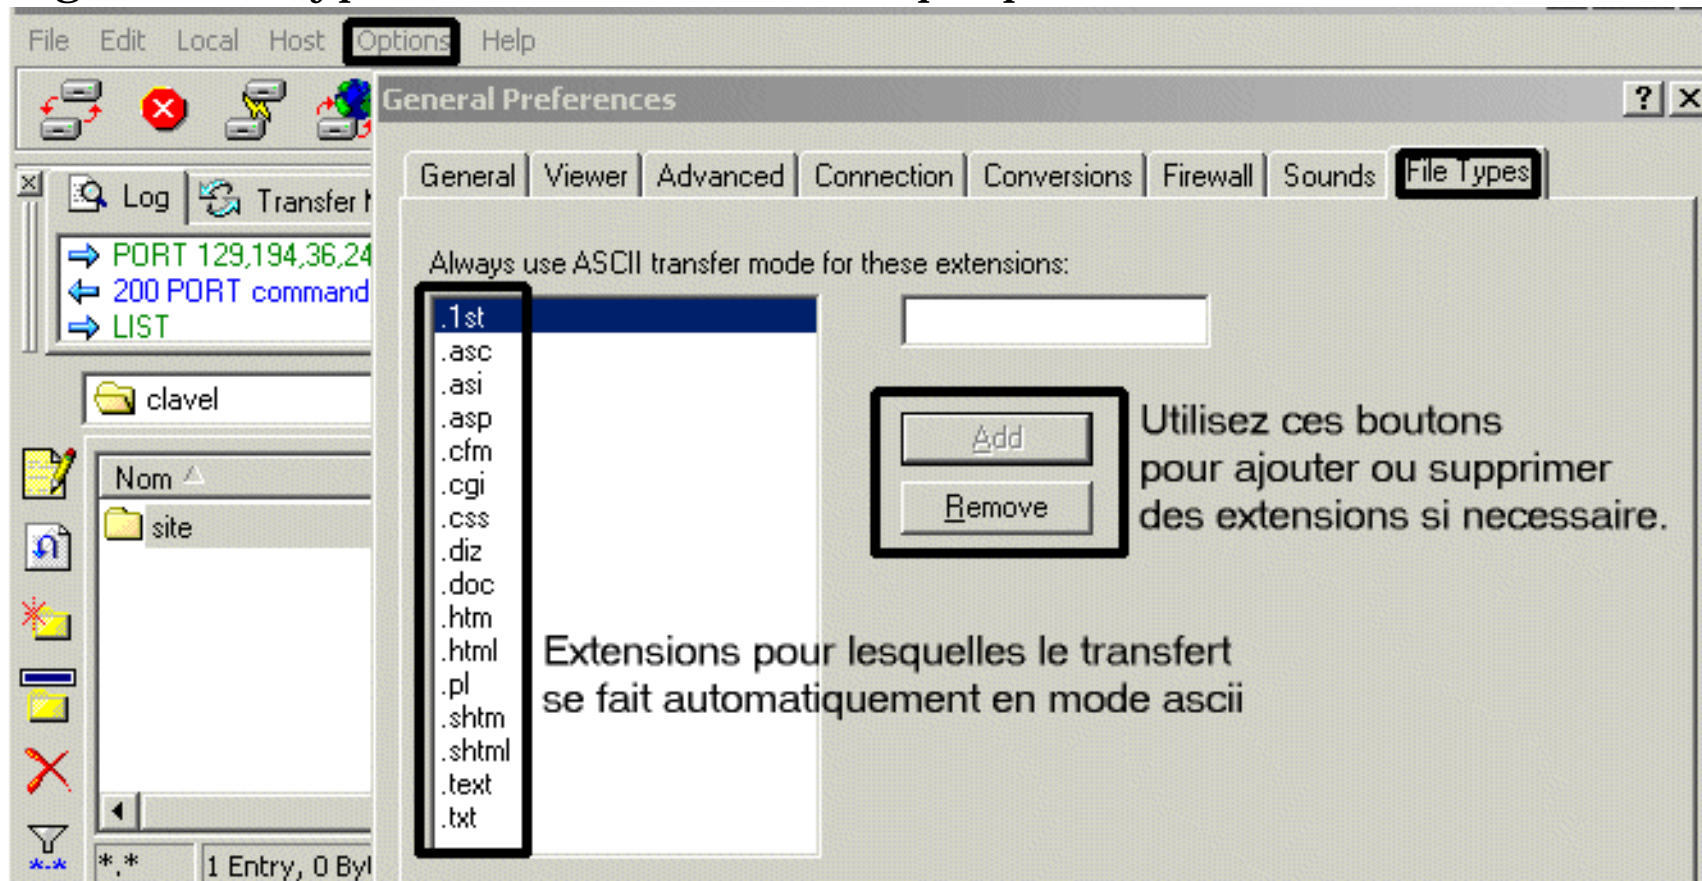 File Edit Local Host Options Help
General Preferences
General Viewer Advanced Connection Conversions Firewall Sounds File Types
Log Transfer
PORT 129,194,36,24
200 PORT command
LIST
clavel
Nom
site
*.*
*.* 1 Entry, 0 By
Always use ASCII transfer mode for these extensions:
.1st
.asc
.asi
.asp
.cfm
.cgi
.css
.diz
.doc
.htm
.html
.pl
.shtm
.shtml
.text
.txt
Add
Remove
Utilisez ces boutons
pour ajouter ou supprimer
des extensions si necessaire.
Extensions pour lesquelles le transfert
se fait automatiquement en mode ascii